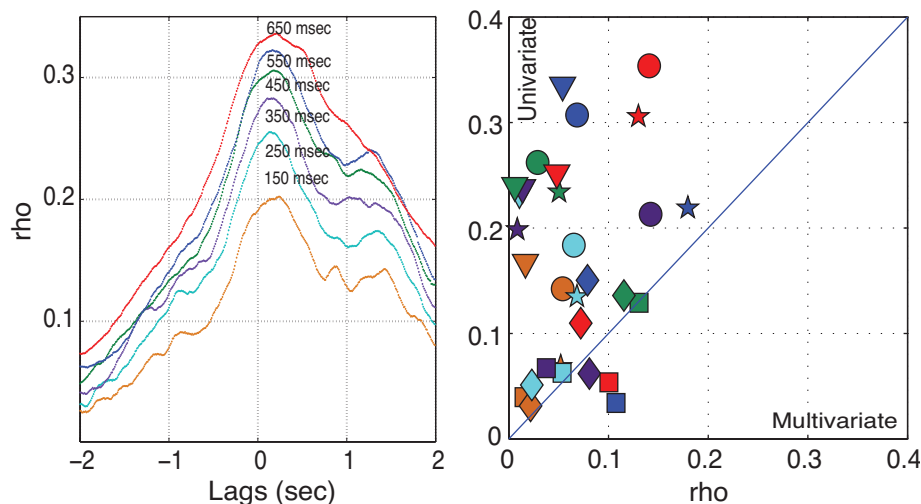 650 msec
550 msec
450 msec
350 msec
250 msec
150 msec
0.3
0.2
0.1
rho
−2
−1
0
1
2
Lags (sec)
0.4
0.3
0.2
0.1
0
Univariate
Multivariate
0
0.1
0.2
0.3
0.4
rho